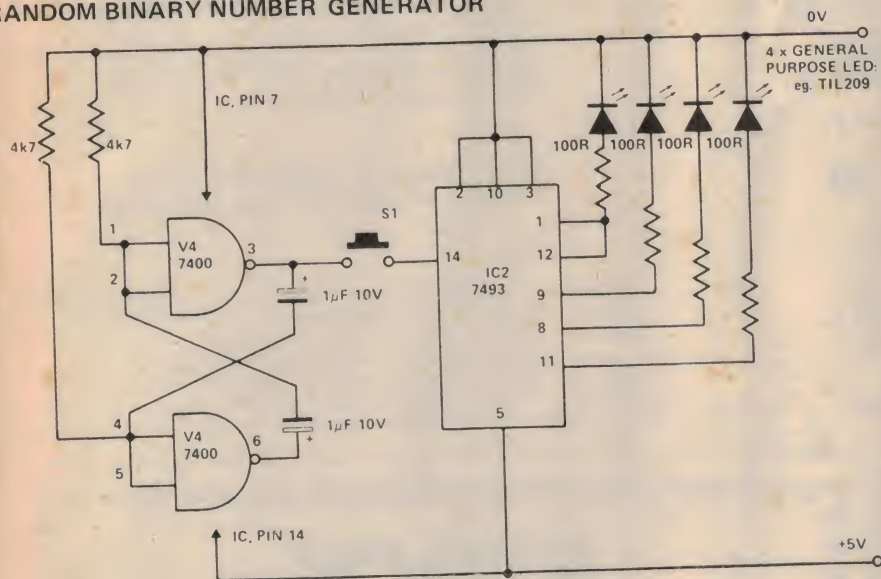 RANDOM BINARY NUMBER GENERATOR
0V
4 x GENERAL
PURPOSE LED:
eg. TIL209
IC, PIN 7
4k7
4k7
100R
100R
100R
100R
2
10
3
1
S1
1
V4
7400
3
14
IC2
7493
12
2
1μF 10V
9
8
11
4
V4
7400
6
1μF 10V
5
5
IC, PIN 14
+5V